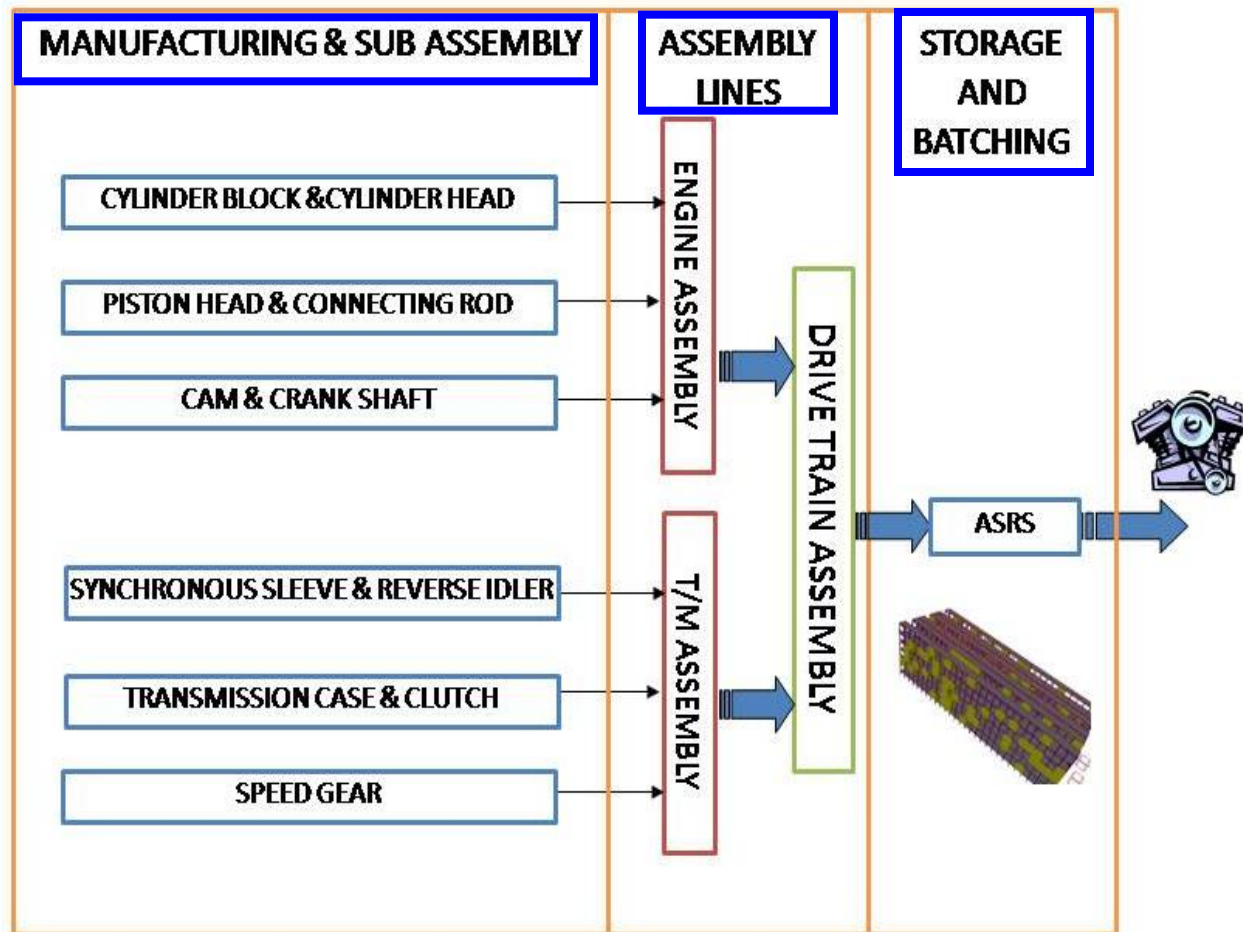 MANUFACTURING & SUB ASSEMBLY
ASSEMBLY
LINES
STORAGE
AND
BATCHING
CYLINDER BLOCK &CYLINDER HEAD
PISTON HEAD & CONNECTING ROD
CAM & CRANK SHAFT
SYNCHRONOUS SLEEVE & REVERSE IDLER
TRANSMISSION CASE & CLUTCH
SPEED GEAR
ENGINE ASSEMBLY
T/M ASSEMBLY
DRIVE TRAIN ASSEMBLY
ASRS